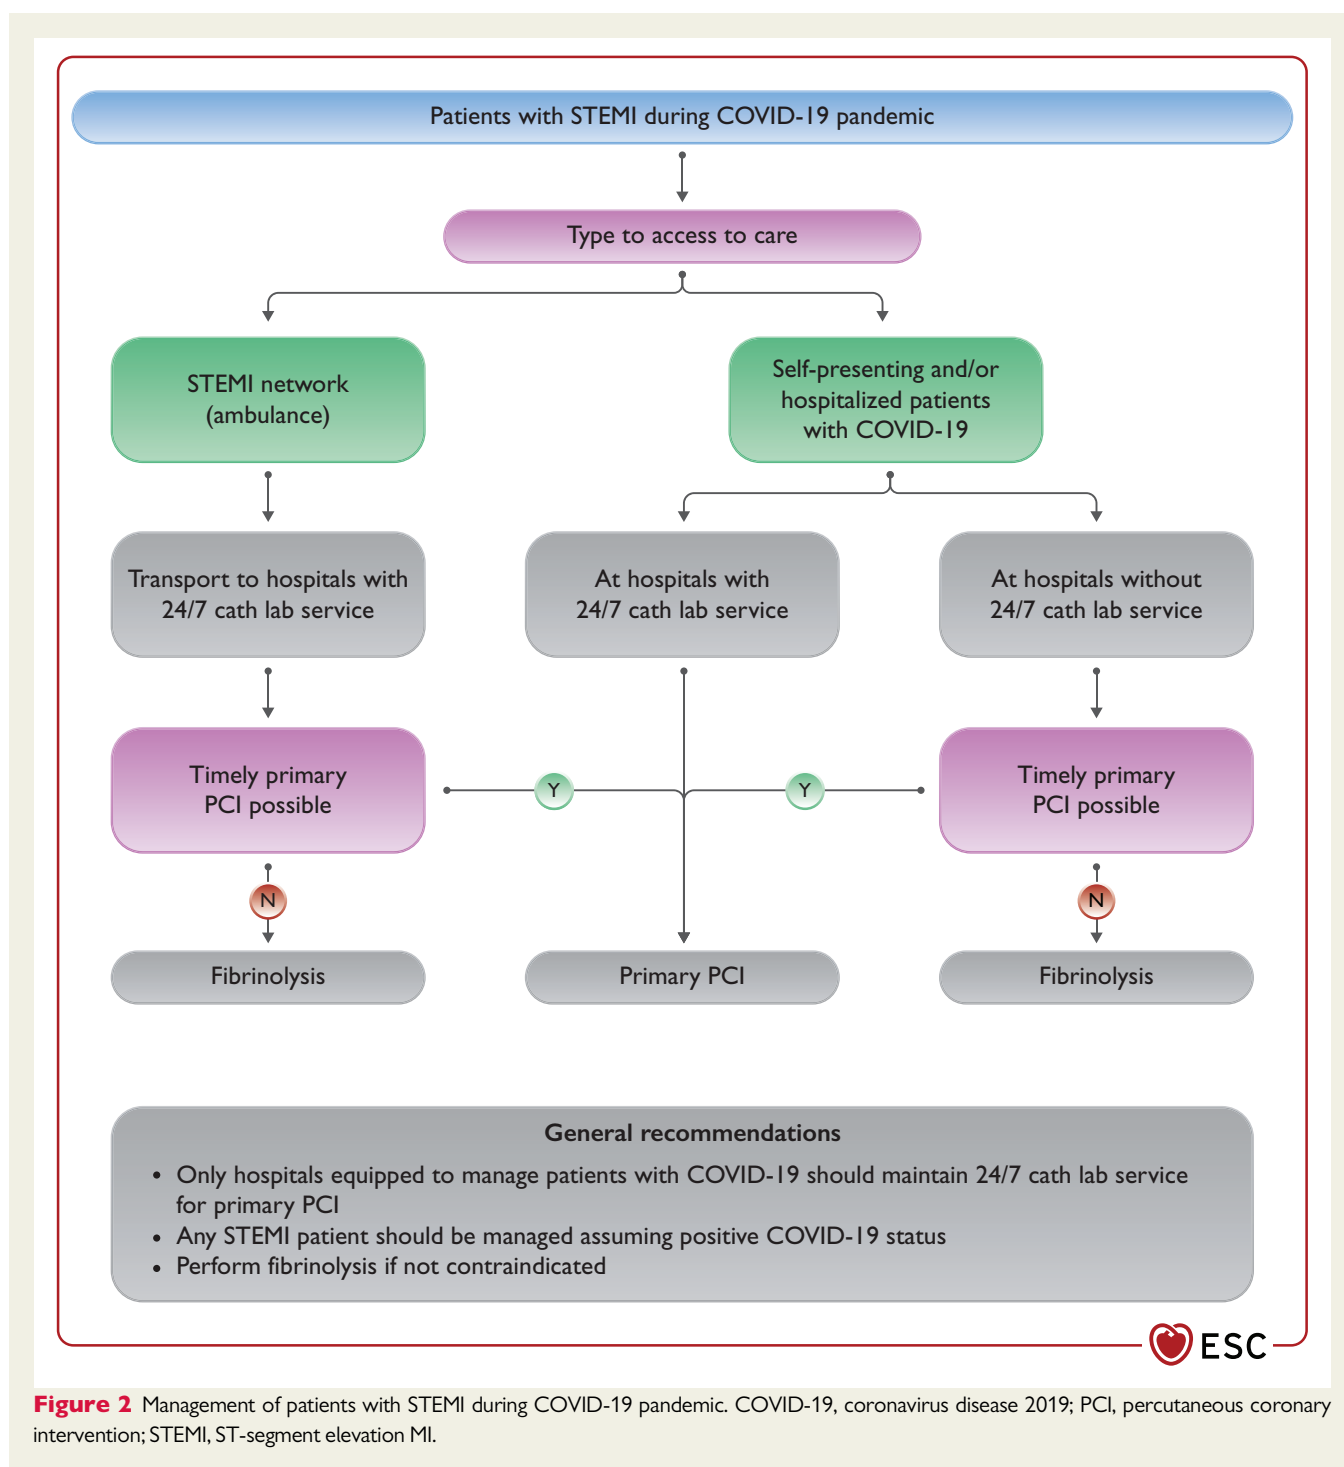 Patients with STEMI during COVID-19 pandemic
Type to access to care
STEMI network
(ambulance)
Self-presenting and/or
hospitalized patients
with COVID-19
Transport to hospitals with
24/7 cath lab service
At hospitals with
24/7 cath lab service
At hospitals without
24/7 cath lab service
Timely primary
PCI possible
Y
Y
Timely primary
PCI possible
N
N
Fibrinolysis
Primary PCI
Fibrinolysis
General recommendations
• Only hospitals equipped to manage patients with COVID-19 should maintain 24/7 cath lab service
for primary PCI
• Any STEMI patient should be managed assuming positive COVID-19 status
• Perform fibrinolysis if not contraindicated
ESC
Figure 2 Management of patients with STEMI during COVID-19 pandemic. COVID-19, coronavirus disease 2019; PCI, percutaneous coronary
intervention; STEMI, ST-segment elevation MI.